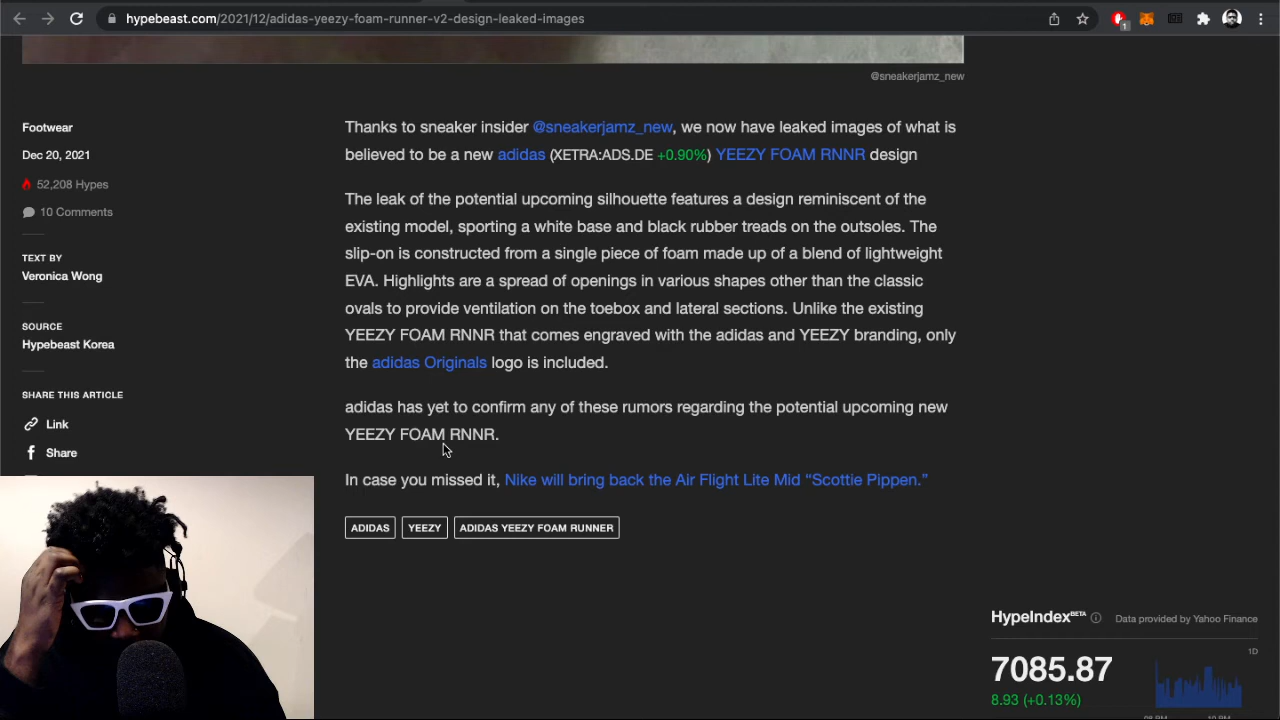 hypebeast.com/2021/12/adidas-yeezy-foam-runner-v2-design-leaked-images
1
@sneakerjamz_new
Footwear
Dec 20, 2021
52,208 Hypes
10 Comments
TEXT BY
Veronica Wong
SOURCE
Hypebeast Korea
SHARE THIS ARTICLE
Link
Share
Thanks to sneaker insider @sneakerjamz_new, we now have leaked images of what is
believed to be a new adidas (XETRA:ADS.DE +0.90%) YEEZY FOAM RNNR design
The leak of the potential upcoming silhouette features a design reminiscent of the
existing model, sporting a white base and black rubber treads on the outsoles. The
slip-on is constructed from a single piece of foam made up of a blend of lightweight
EVA. Highlights are a spread of openings in various shapes other than the classic
ovals to provide ventilation on the toebox and lateral sections. Unlike the existing
YEEZY FOAM RNNR that comes engraved with the adidas and YEEZY branding, only
the adidas Originals logo is included.
adidas has yet to confirm any of these rumors regarding the potential upcoming new
YEEZY FOAM RNNR.
In case you missed it, Nike will bring back the Air Flight Lite Mid “Scottie Pippen.”
ADIDAS YEEZY ADIDAS YEEZY FOAM RUNNER
HypeIndex BETA Data provided by Yahoo Finance
1D
7085.87
8.93 (+0.13%)